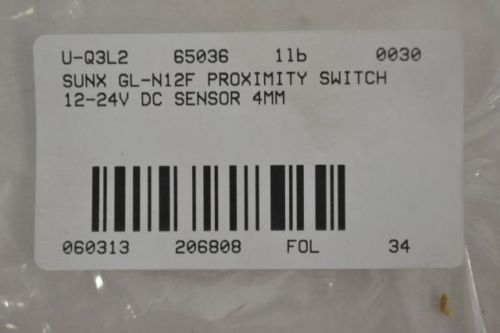 U-Q3L2 65036 1lb 0030
SUNX GL-N12F PROXIMITY SWITCH
12-24V DC SENSOR 4MM
060313 206808 FOL 34